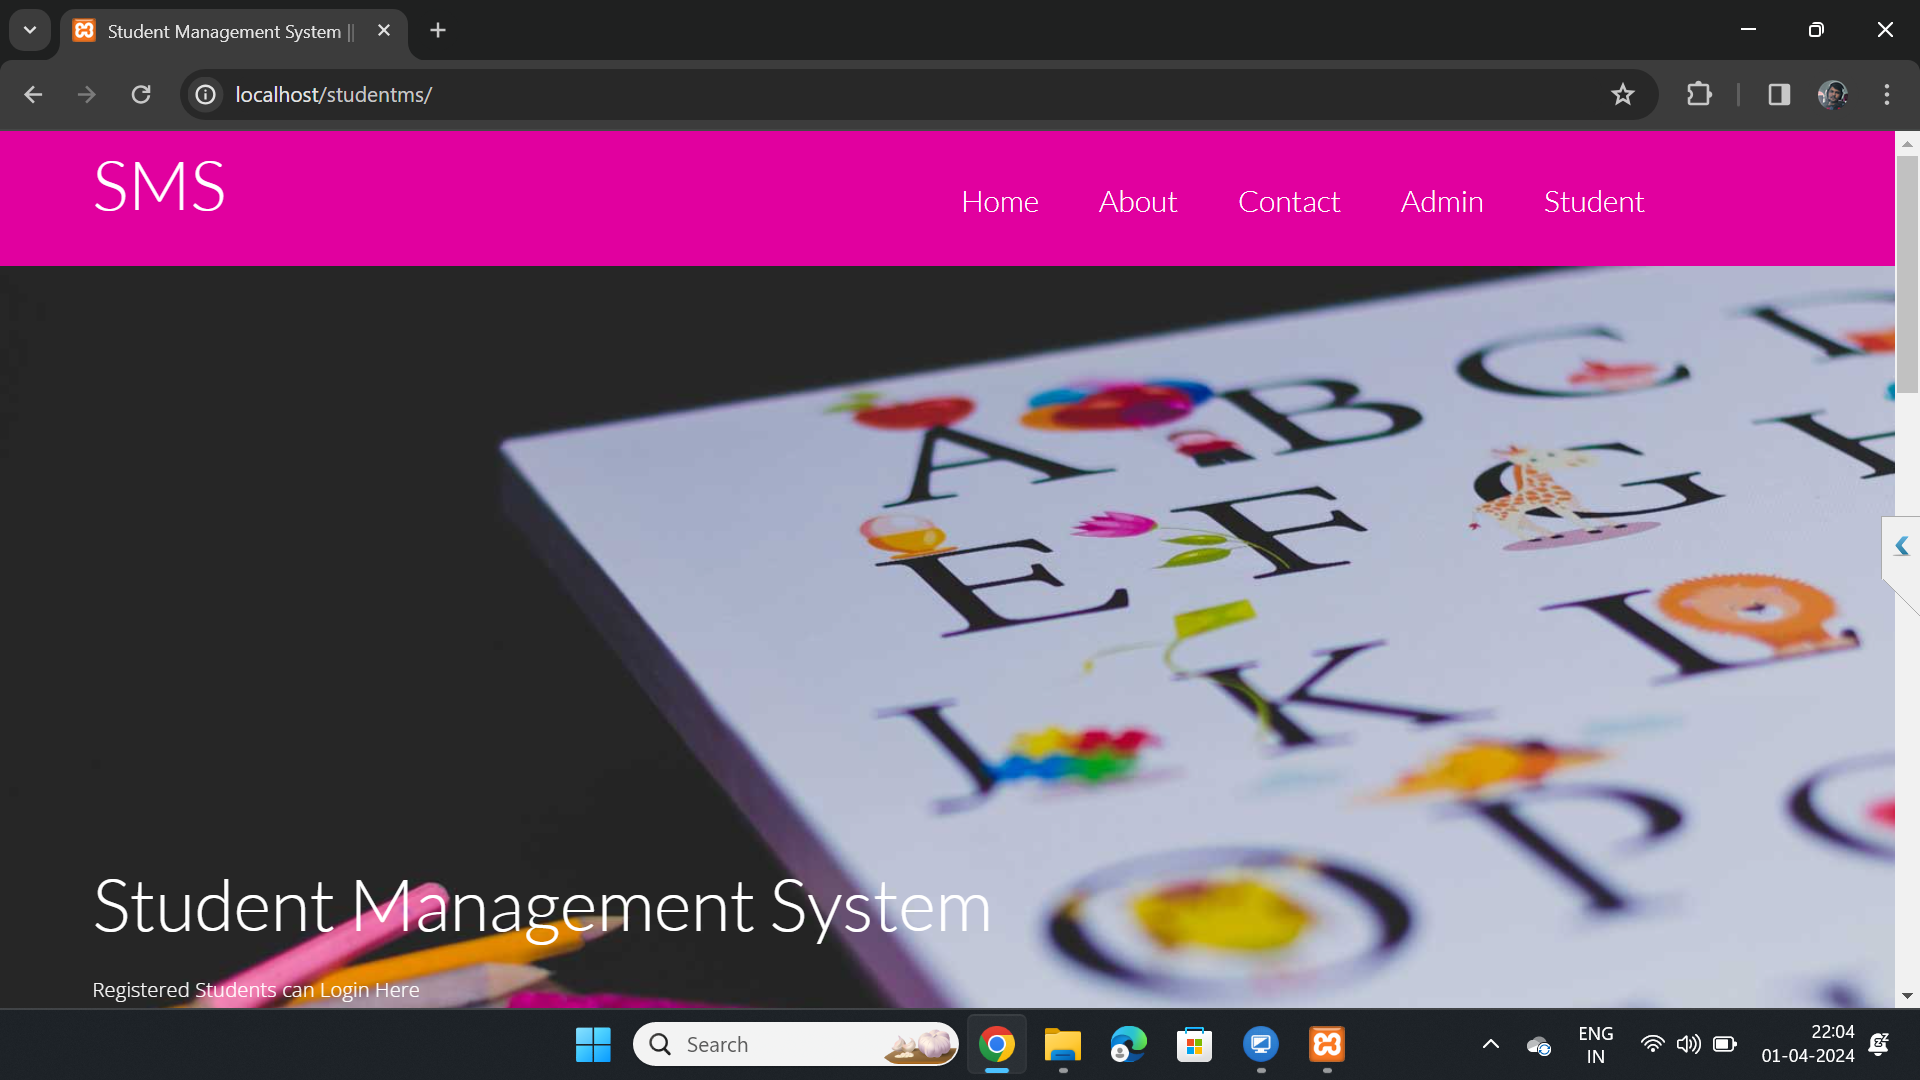 Student Management System ||
localhost/studentms/
SMS
Home About Contact Admin Student
A B C D
E F G H
J K L
O P
Student Management System
Registered Students can Login Here
Search
ENG
IN
22:04
01-04-2024